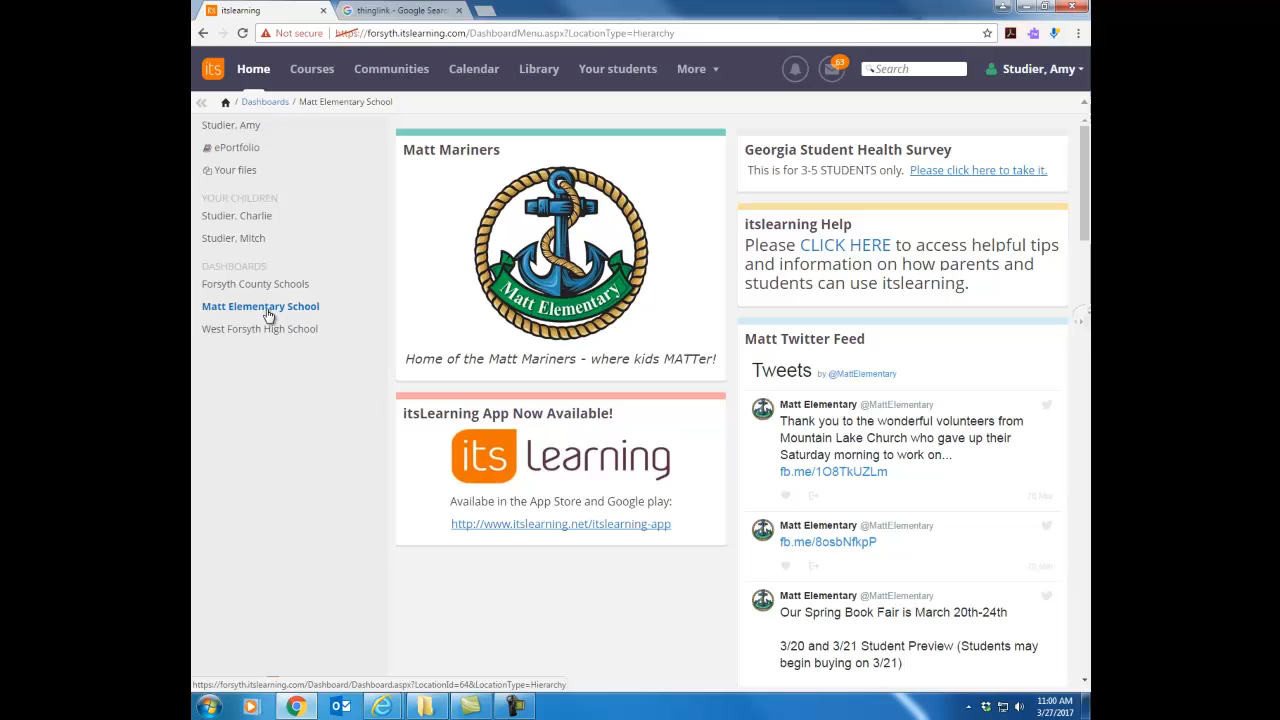 itslearning
thinglink - Google Sear
Not secure
https://forsyth.itslearning.com/DashboardMenu.aspx?LocationType=Hierarchy
its
Home
Courses
Communities
Calendar
Library
Your students
More
63
Search
Studier, Amy
/ Dashboards / Matt Elementary School
Studier, Amy
ePortfolio
Your files
YOUR CHILDREN
Studier, Charlie
Studier, Mitch
DASHBOARDS
Forsyth County Schools
Matt Elementary School
West Forsyth High School
Matt Mariners
Matt Elementary
Home of the Matt Mariners - where kids MATTer!
itsLearning App Now Available!
its Learning
Availabe in the App Store and Google play:
http://www.itslearning.net/itslearning-app
Georgia Student Health Survey
This is for 3-5 STUDENTS only. Please click here to take it.
itslearning Help
Please CLICK HERE to access helpful tips
and information on how parents and
students can use itslearning.
Matt Twitter Feed
Tweets by @MattElementary
Matt Elementary @MattElementary
Thank you to the wonderful volunteers from
Mountain Lake Church who gave up their
Saturday morning to work on...
fb.me/1O8TkUZLm
20 Mar
Matt Elementary @MattElementary
fb.me/8osbNfkpP
20 Mar
Matt Elementary @MattElementary
Our Spring Book Fair is March 20th-24th
3/20 and 3/21 Student Preview (Students may
begin buying on 3/21)
https://forsyth.itslearning.com/Dashboard/Dashboard.aspx?LocationId=64&LocationType=Hierarchy
11:00 AM
3/27/2017